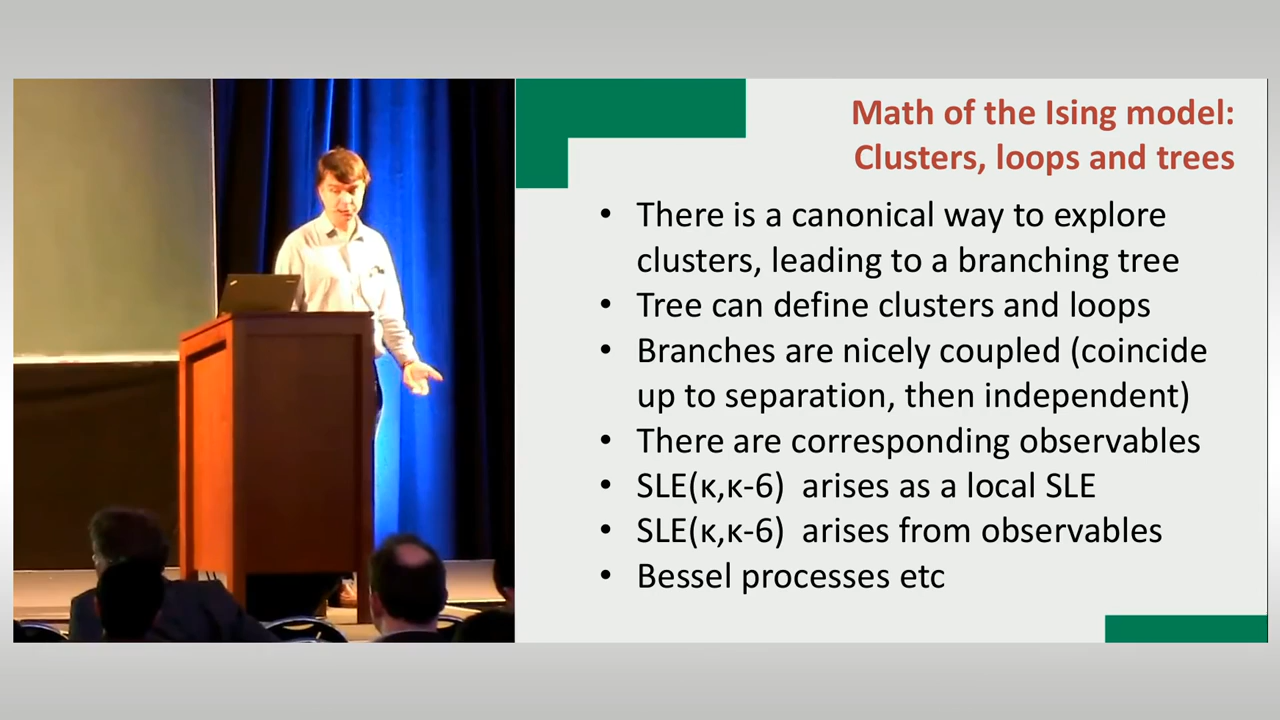 Math of the Ising model:
Clusters, loops and trees
• There is a canonical way to explore
clusters, leading to a branching tree
• Tree can define clusters and loops
• Branches are nicely coupled (coincide
up to separation, then independent)
• There are corresponding observables
• SLE(κ,κ-6)  arises as a local SLE
• SLE(κ,κ-6)  arises from observables
• Bessel processes etc